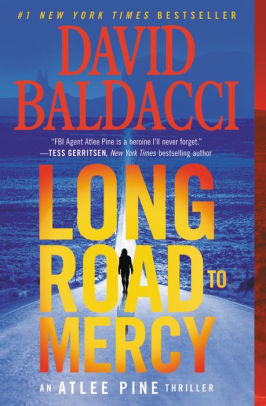 #1 NEW YORK TIMES BESTSELLER
DAVID
BALDACCI
"FBI Agent Atlee Pine is a heroine I'll never forget."
—TESS GERRITSEN, New York Times bestselling author
LONG
ROAD TO
MERCY
AN ATLEE PINE THRILLER